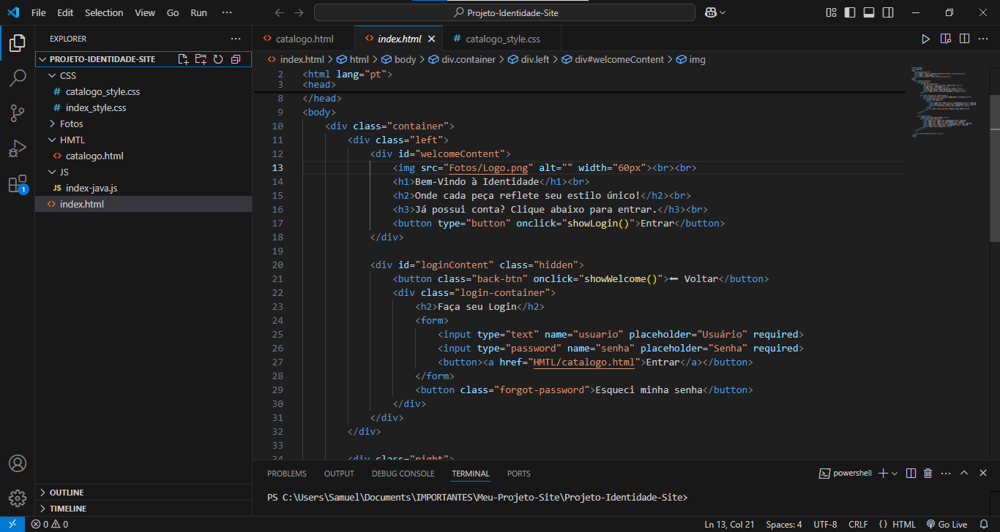 File Edit Selection View Go Run ··· Projeto-Identidade-Site
EXPLORER
PROJETO-IDENTIDADE-SITE
CSS
# catalogo_style.css
# index_style.css
Fotos
HMTL
<> catalogo.html
JS
JS index-java.js
<> index.html
OUTLINE
TIMELINE
1
<> catalogo.html <> index.html # catalogo_style.css
<> index.html > html > body > div.container > div.left > div#welcomeContent > img
2 <html lang="pt">
3 <head>
8 </head>
9 <body>
10 <div class="container">
11 <div class="left">
12 <div id="welcomeContent">
13 <img src="Fotos/Logo.png" alt="" width="60px"><br><br>
14 <h1>Bem-Vindo à Identidade</h1><br>
15 <h2>Onde cada peça reflete seu estilo único!</h2><br>
16 <h3>Já possui conta? Clique abaixo para entrar.</h3><br>
17 <button type="button" onclick="showLogin()">Entrar</button>
18 </div>
19
20 <div id="loginContent" class="hidden">
21 <button class="back-btn" onclick="showWelcome()">⬅ Voltar</button>
22 <div class="login-container">
23 <h2>Faça seu Login</h2>
24 <form>
25 <input type="text" name="usuario" placeholder="Usuário" required>
26 <input type="password" name="senha" placeholder="Senha" required>
27 <button><a href="HMTL/catalogo.html">Entrar</a></button>
28 </form>
29 <button class="forgot-password">Esqueci minha senha</button>
30 </div>
31 </div>
32 </div>
33
34 <div class="right">
PROBLEMS OUTPUT DEBUG CONSOLE TERMINAL PORTS powershell
PS C:\Users\Samuel\Documents\IMPORTANTES\Meu-Projeto-Site\Projeto-Identidade-Site>
0 0 Ln 13, Col 21 Spaces: 4 UTF-8 CRLF {} HTML Go Live